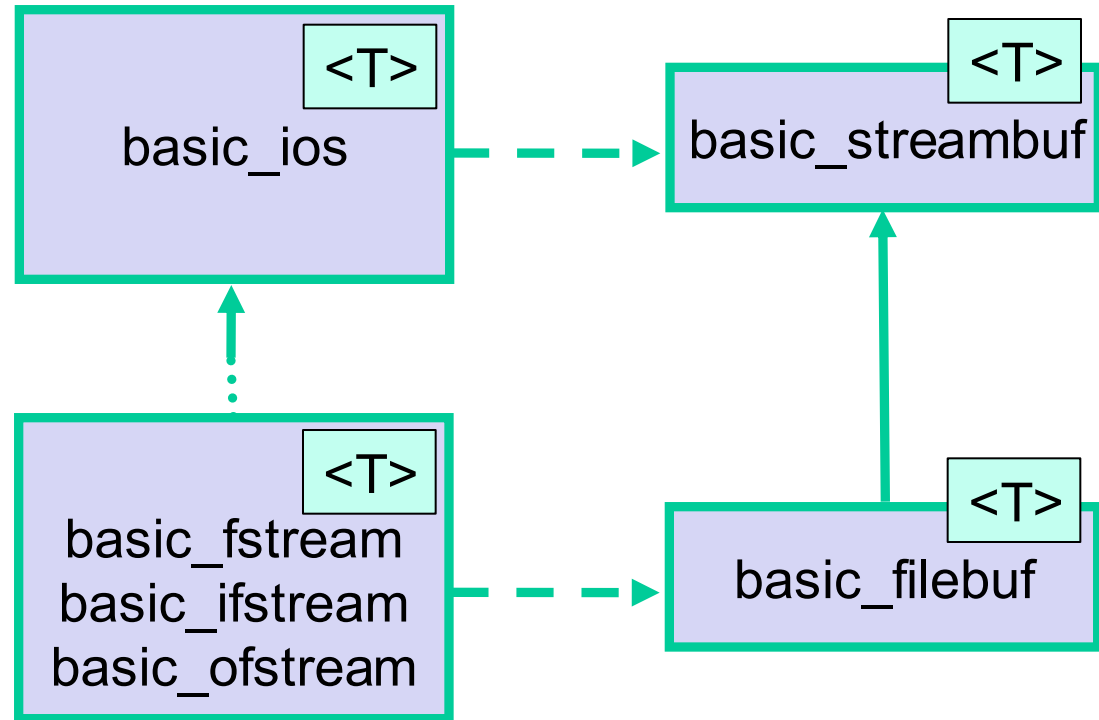 <T>
basic_ios
<T>
basic_streambuf
<T>
basic_fstream
basic_ifstream
basic_ofstream
<T>
basic_filebuf